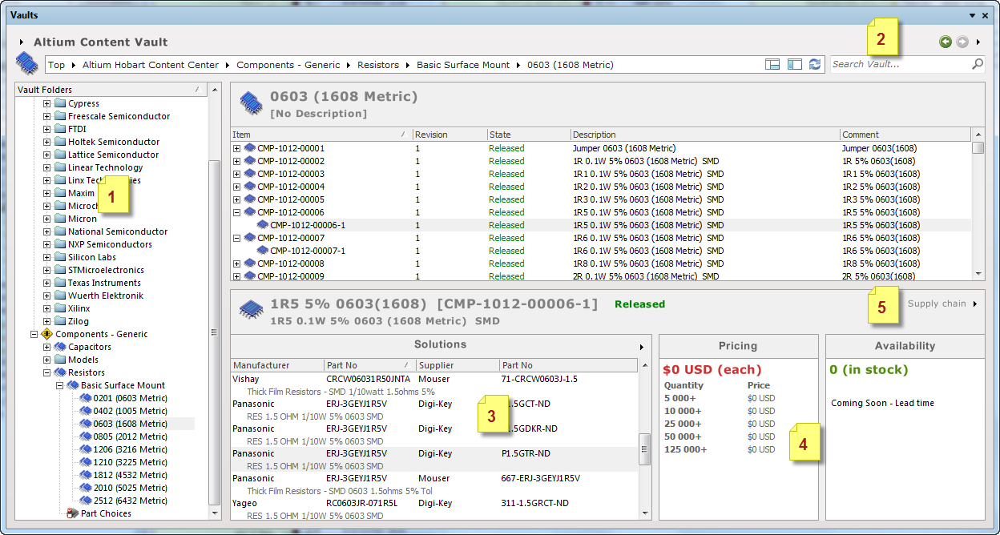 Vaults
Altium Content Vault
2
Top Altium Hobart Content Center Components - Generic Resistors Basic Surface Mount 0603 (1608 Metric)
Search Vault...
Vault Folders
Cypress
Freescale Semiconductor
FTDI
Holtek Semiconductor
Lattice Semiconductor
Linear Technology
Linx Tec ies
Maxim
Microch
1
Micron
National Semiconductor
NXP Semiconductors
Silicon Labs
STMicroelectronics
Texas Instruments
Wuerth Elektronik
Xilinx
Zilog
Components - Generic
Capacitors
Models
Resistors
Basic Surface Mount
0201 (0603 Metric)
0402 (1005 Metric)
0603 (1608 Metric)
0805 (2012 Metric)
1206 (3216 Metric)
1210 (3225 Metric)
1812 (4532 Metric)
2010 (5025 Metric)
2512 (6432 Metric)
Part Choices
0603 (1608 Metric)
[No Description]
Item Revision State Description Comment
CMP-1012-00001 1 Released Jumper 0603 (1608 Metric) Jumper 0603(1608)
CMP-1012-00002 1 Released 1R 0.1W 5% 0603 (1608 Metric) SMD 1R 5% 0603(1608)
CMP-1012-00003 1 Released 1R1 0.1W 5% 0603 (1608 Metric) SMD 1R1 5% 0603(1608)
CMP-1012-00004 1 Released 1R2 0.1W 5% 0603 (1608 Metric) SMD 1R2 5% 0603(1608)
CMP-1012-00005 1 Released 1R3 0.1W 5% 0603 (1608 Metric) SMD 1R3 5% 0603(1608)
CMP-1012-00006 1 Released 1R5 0.1W 5% 0603 (1608 Metric) SMD 1R5 5% 0603(1608)
CMP-1012-00006-1 1 Released 1R5 0.1W 5% 0603 (1608 Metric) SMD 1R5 5% 0603(1608)
CMP-1012-00007 1 Released 1R6 0.1W 5% 0603 (1608 Metric) SMD 1R6 5% 0603(1608)
CMP-1012-00007-1 1 Released 1R6 0.1W 5% 0603 (1608 Metric) SMD 1R6 5% 0603(1608)
CMP-1012-00008 1 Released 1R8 0.1W 5% 0603 (1608 Metric) SMD 1R8 5% 0603(1608)
CMP-1012-00009 1 Released 2R 0.1W 5% 0603 (1608 Metric) SMD 2R 5% 0603(1608)
1R5 5% 0603(1608) [CMP-1012-00006-1] Released
1R5 0.1W 5% 0603 (1608 Metric) SMD
5
Supply chain
Solutions
Manufacturer Part No Supplier Part No
Vishay CRCW06031R50JNTA Mouser 71-CRCW0603J-1.5
Thick Film Resistors - SMD 1/10watt 1.5ohms 5%
Panasonic ERJ-3GEYJ1R5V Digi-Key .5GCT-ND
RES 1.5 OHM 1/10W 5% 0603 SMD
3
Panasonic ERJ-3GEYJ1R5V Digi-Key .5GDKR-ND
RES 1.5 OHM 1/10W 5% 0603 SMD
Panasonic ERJ-3GEYJ1R5V Digi-Key P1.5GTR-ND
RES 1.5 OHM 1/10W 5% 0603 SMD
Panasonic ERJ-3GEYJ1R5V Mouser 667-ERJ-3GEYJ1R5V
Thick Film Resistors - SMD 0603 1.5ohms 5% Tol
Yageo RC0603JR-071R5L Digi-Key 311-1.5GRCT-ND
RES 1.5 OHM 1/10W 5% 0603 SMD
Pricing
$0 USD (each)
Quantity Price
5 000+ $0 USD
10 000+ $0 USD
25 000+ $0 USD
50 000+ $0 USD
125 000+ $0 USD
4
Availability
0 (in stock)
Coming Soon - Lead time